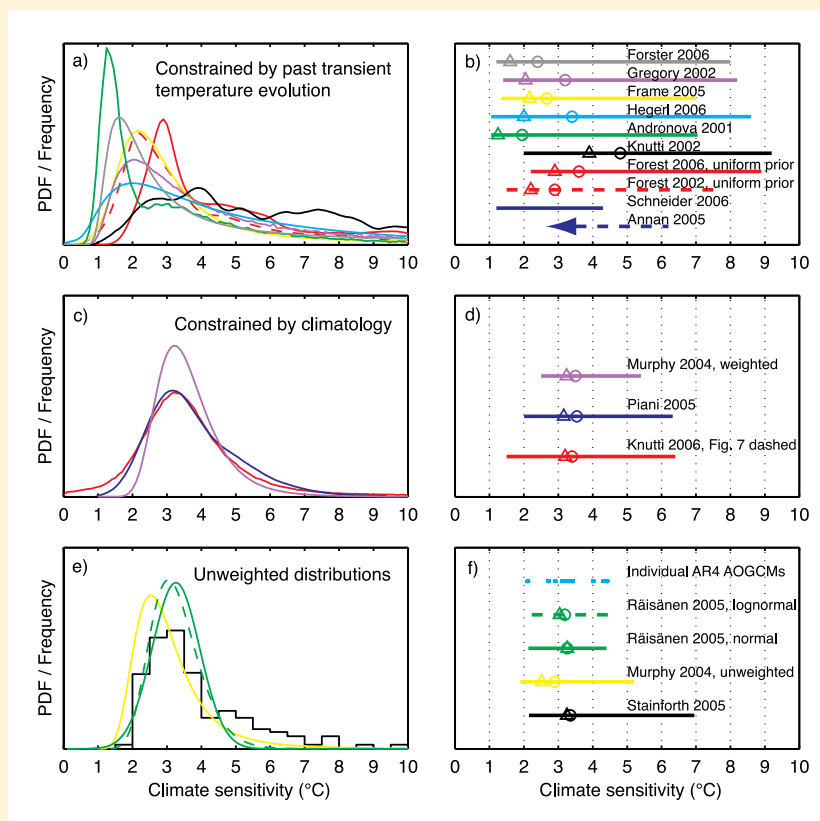 a)
Constrained by past transient
temperature evolution
PDF / Frequency
0 1 2 3 4 5 6 7 8 9 10
b)
Forster 2006
Gregory 2002
Frame 2005
Hegerl 2006
Andronova 2001
Knutti 2002
Forest 2006, uniform prior
Forest 2002, uniform prior
Schneider 2006
Annan 2005
0 1 2 3 4 5 6 7 8 9 10
c)
Constrained by climatology
PDF / Frequency
0 1 2 3 4 5 6 7 8 9 10
d)
Murphy 2004, weighted
Piani 2005
Knutti 2006, Fig. 7 dashed
0 1 2 3 4 5 6 7 8 9 10
e)
Unweighted distributions
PDF / Frequency
0 1 2 3 4 5 6 7 8 9 10
Climate sensitivity (°C)
f)
Individual AR4 AOGCMs
Räisänen 2005, lognormal
Räisänen 2005, normal
Murphy 2004, unweighted
Stainforth 2005
0 1 2 3 4 5 6 7 8 9 10
Climate sensitivity (°C)